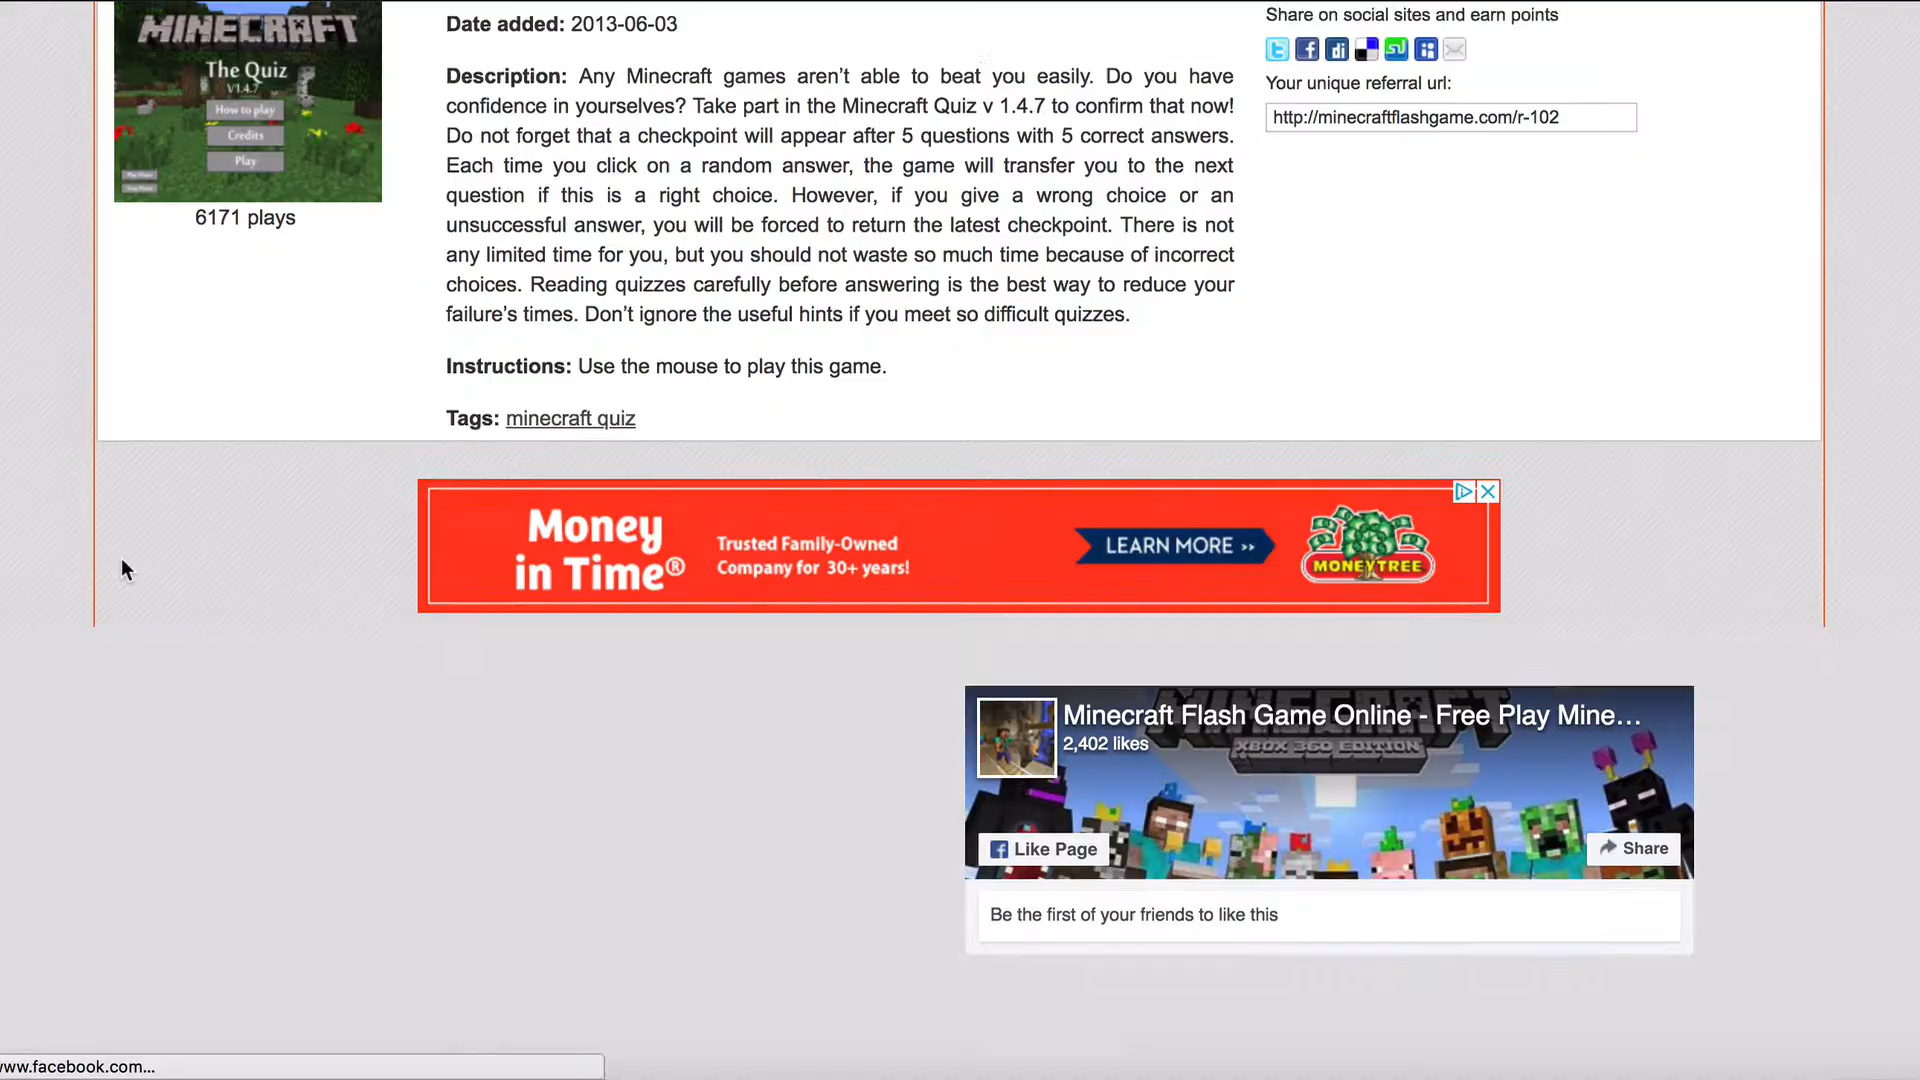 MINECRAFT
The Quiz
V1.4.7
How to play
Credits
Play
6171 plays
Date added: 2013-06-03
Description: Any Minecraft games aren’t able to beat you easily. Do you have
confidence in yourselves? Take part in the Minecraft Quiz v 1.4.7 to confirm that now!
Do not forget that a checkpoint will appear after 5 questions with 5 correct answers.
Each time you click on a random answer, the game will transfer you to the next
question if this is a right choice. However, if you give a wrong choice or an
unsuccessful answer, you will be forced to return the latest checkpoint. There is not
any limited time for you, but you should not waste so much time because of incorrect
choices. Reading quizzes carefully before answering is the best way to reduce your
failure’s times. Don’t ignore the useful hints if you meet so difficult quizzes.
Instructions: Use the mouse to play this game.
Tags: minecraft quiz
Share on social sites and earn points
Your unique referral url:
http://minecraftflashgame.com/r-102
Money
in Time®
Trusted Family-Owned
Company for 30+ years!
LEARN MORE »
MONEYTREE
MINECRAFT
XBOX 360 EDITION
Minecraft Flash Game Online - Free Play Mine…
2,402 likes
Like Page
Share
Be the first of your friends to like this
www.facebook.com...